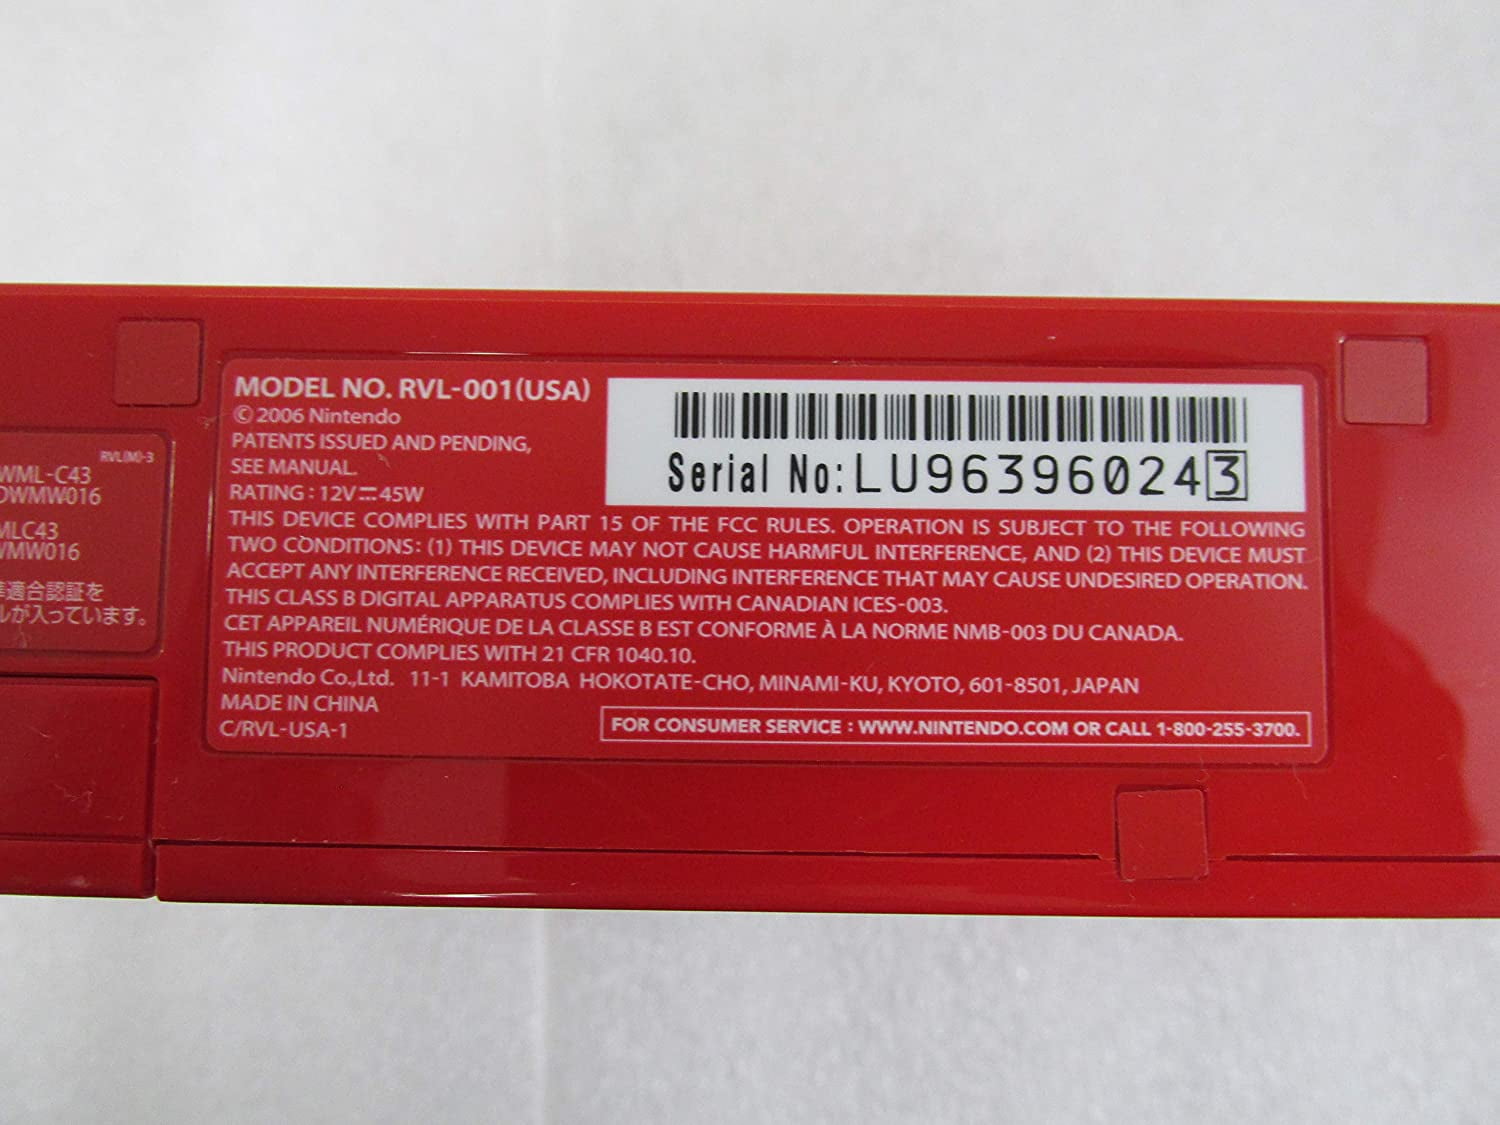 RVL(M)-3
WML-C43
DWMW016
MLC43
WMW016
準適合認証を
ルが入っています。
MODEL NO. RVL-001(USA)
© 2006 Nintendo
PATENTS ISSUED AND PENDING,
SEE MANUAL.
RATING : 12V⎓45W
Serial No:LU963960243
THIS DEVICE COMPLIES WITH PART 15 OF THE FCC RULES. OPERATION IS SUBJECT TO THE FOLLOWING
TWO CONDITIONS: (1) THIS DEVICE MAY NOT CAUSE HARMFUL INTERFERENCE, AND (2) THIS DEVICE MUST
ACCEPT ANY INTERFERENCE RECEIVED, INCLUDING INTERFERENCE THAT MAY CAUSE UNDESIRED OPERATION.
THIS CLASS B DIGITAL APPARATUS COMPLIES WITH CANADIAN ICES-003.
CET APPAREIL NUMÉRIQUE DE LA CLASSE B EST CONFORME À LA NORME NMB-003 DU CANADA.
THIS PRODUCT COMPLIES WITH 21 CFR 1040.10.
Nintendo Co.,Ltd. 11-1 KAMITOBA HOKOTATE-CHO, MINAMI-KU, KYOTO, 601-8501, JAPAN
MADE IN CHINA
C/RVL-USA-1
FOR CONSUMER SERVICE : WWW.NINTENDO.COM OR CALL 1-800-255-3700.